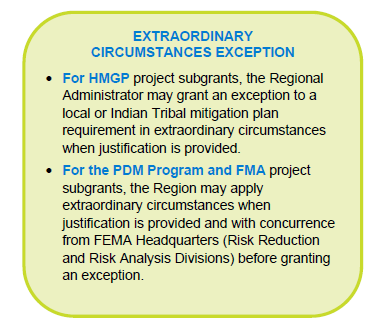 EXTRAORDINARY
CIRCUMSTANCES EXCEPTION
• For HMGP project subgrants, the Regional
Administrator may grant an exception to a
local or Indian Tribal mitigation plan
requirement in extraordinary circumstances
when justification is provided.
• For the PDM Program and FMA project
subgrants, the Region may apply
extraordinary circumstances when
justification is provided and with concurrence
from FEMA Headquarters (Risk Reduction
and Risk Analysis Divisions) before granting
an exception.